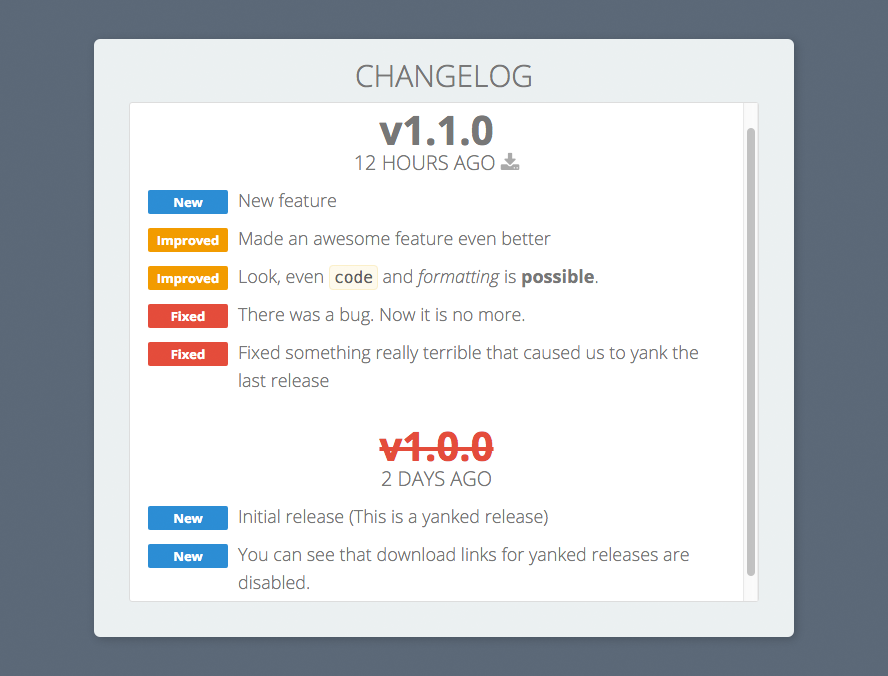 CHANGELOG
v1.1.0
12 HOURS AGO
New New feature
Improved Made an awesome feature even better
Improved Look, even code and formatting is possible.
Fixed There was a bug. Now it is no more.
Fixed Fixed something really terrible that caused us to yank the
last release
v1.0.0
2 DAYS AGO
New Initial release (This is a yanked release)
New You can see that download links for yanked releases are
disabled.